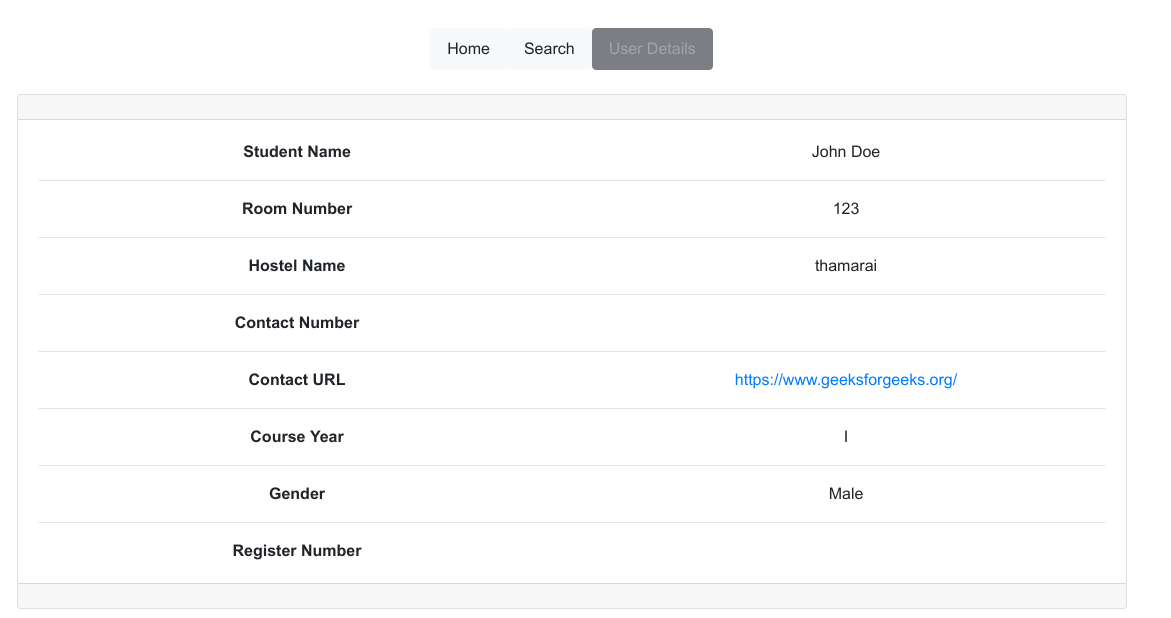 Home Search User Details
Student Name John Doe
Room Number 123
Hostel Name thamarai
Contact Number
Contact URL https://www.geeksforgeeks.org/
Course Year I
Gender Male
Register Number